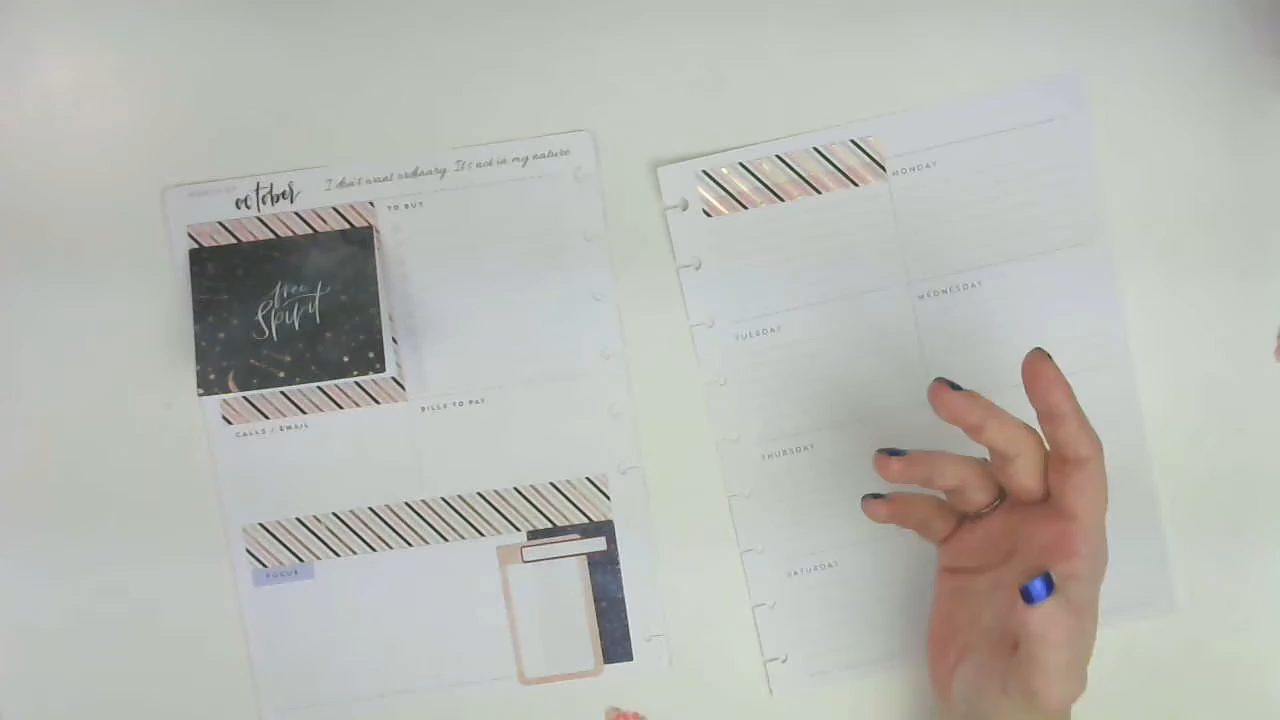 october
I don't want ordinary. It's not in my nature.
TO BUY
free
Spirit
BILLS TO PAY
CALLS / EMAIL
FOCUS
MONDAY
TUESDAY
WEDNESDAY
THURSDAY
SATURDAY